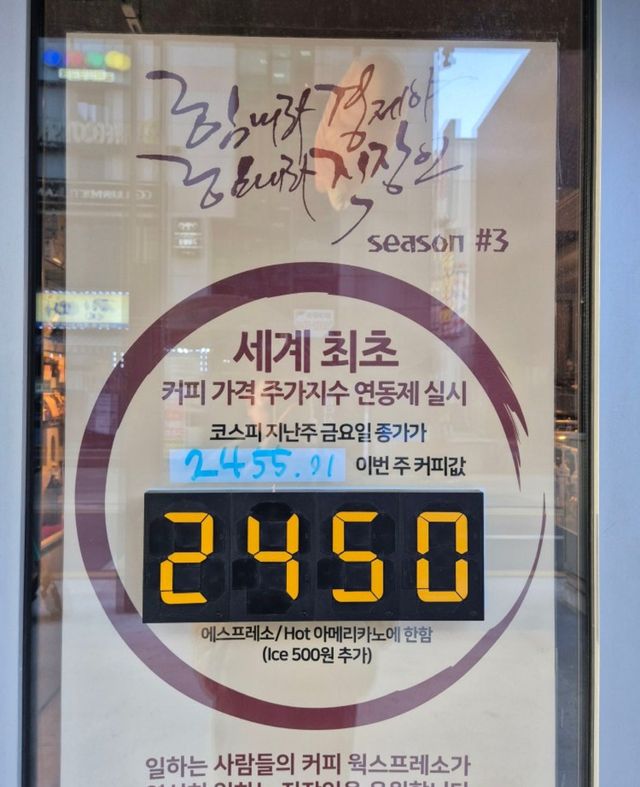 힘내라 경제야
힘내라 직장인
season #3
세계 최초
커피 가격 주가지수 연동제 실시
코스피 지난주 금요일 종가가
2455.91 이번 주 커피값
2450
에스프레소/Hot 아메리카노에 한함
(Ice 500원 추가)
일하는 사람들의 커피 웍스프레소가